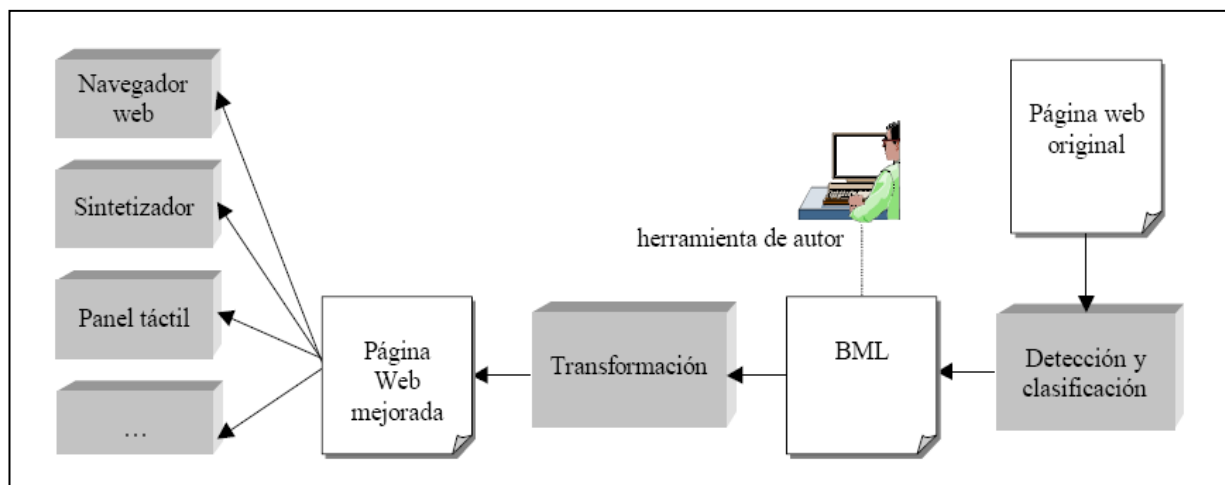 Navegador
web
Sintetizador
Panel táctil
…
Página
Web
mejorada
Transformación
herramienta de autor
BML
Página web
original
Detección y
clasificación